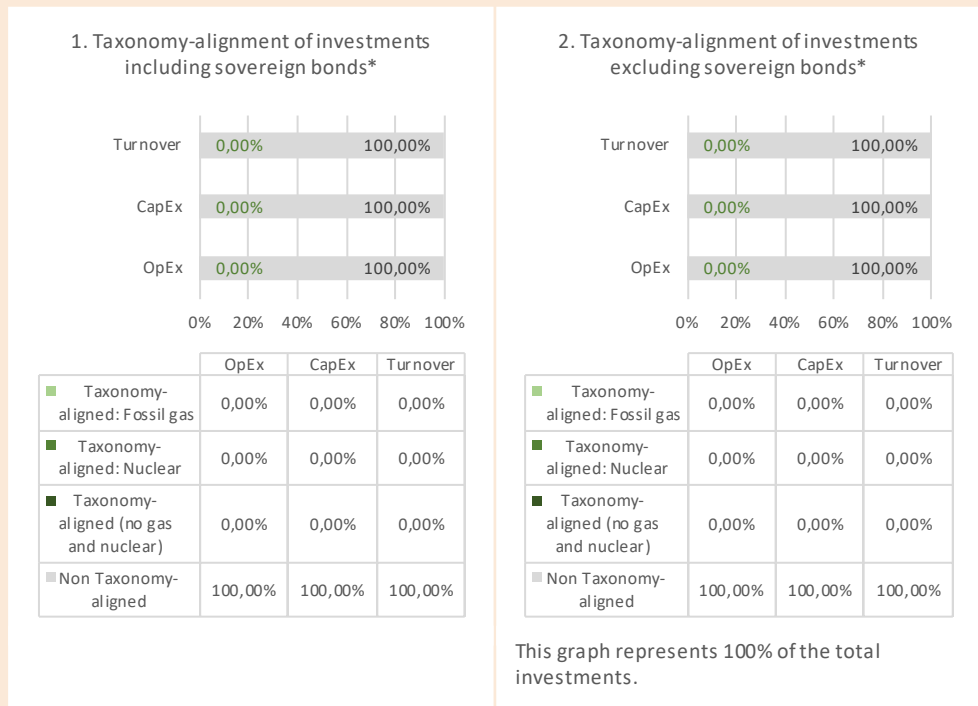 1. Taxonomy-alignment of investments
including sovereign bonds*
Turnover 0,00% 100,00%
CapEx 0,00% 100,00%
OpEx 0,00% 100,00%
0% 20% 40% 60% 80% 100%
OpEx CapEx Turnover
Taxonomy-
aligned: Fossil gas 0,00% 0,00% 0,00%
Taxonomy-
aligned: Nuclear 0,00% 0,00% 0,00%
Taxonomy-
aligned (no gas 0,00% 0,00% 0,00%
and nuclear)
Non Taxonomy-
aligned 100,00% 100,00% 100,00%
2. Taxonomy-alignment of investments
excluding sovereign bonds*
Turnover 0,00% 100,00%
CapEx 0,00% 100,00%
OpEx 0,00% 100,00%
0% 20% 40% 60% 80% 100%
OpEx CapEx Turnover
Taxonomy-
aligned: Fossil gas 0,00% 0,00% 0,00%
Taxonomy-
aligned: Nuclear 0,00% 0,00% 0,00%
Taxonomy-
aligned (no gas 0,00% 0,00% 0,00%
and nuclear)
Non Taxonomy-
aligned 100,00% 100,00% 100,00%
This graph represents 100% of the total
investments.